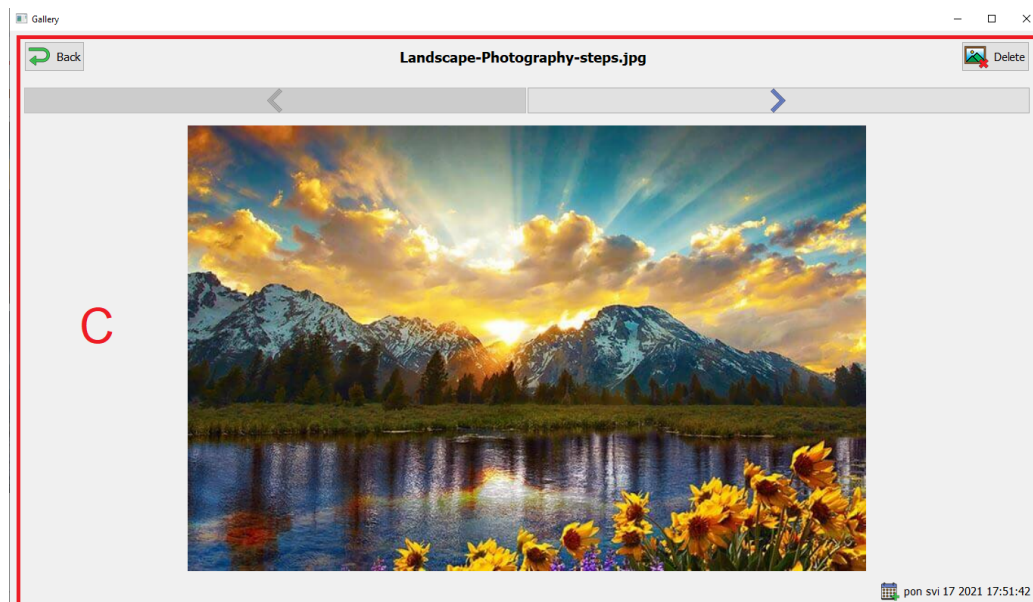 Gallery
Back
Landscape-Photography-steps.jpg
Delete
C
pon svi 17 2021 17:51:42